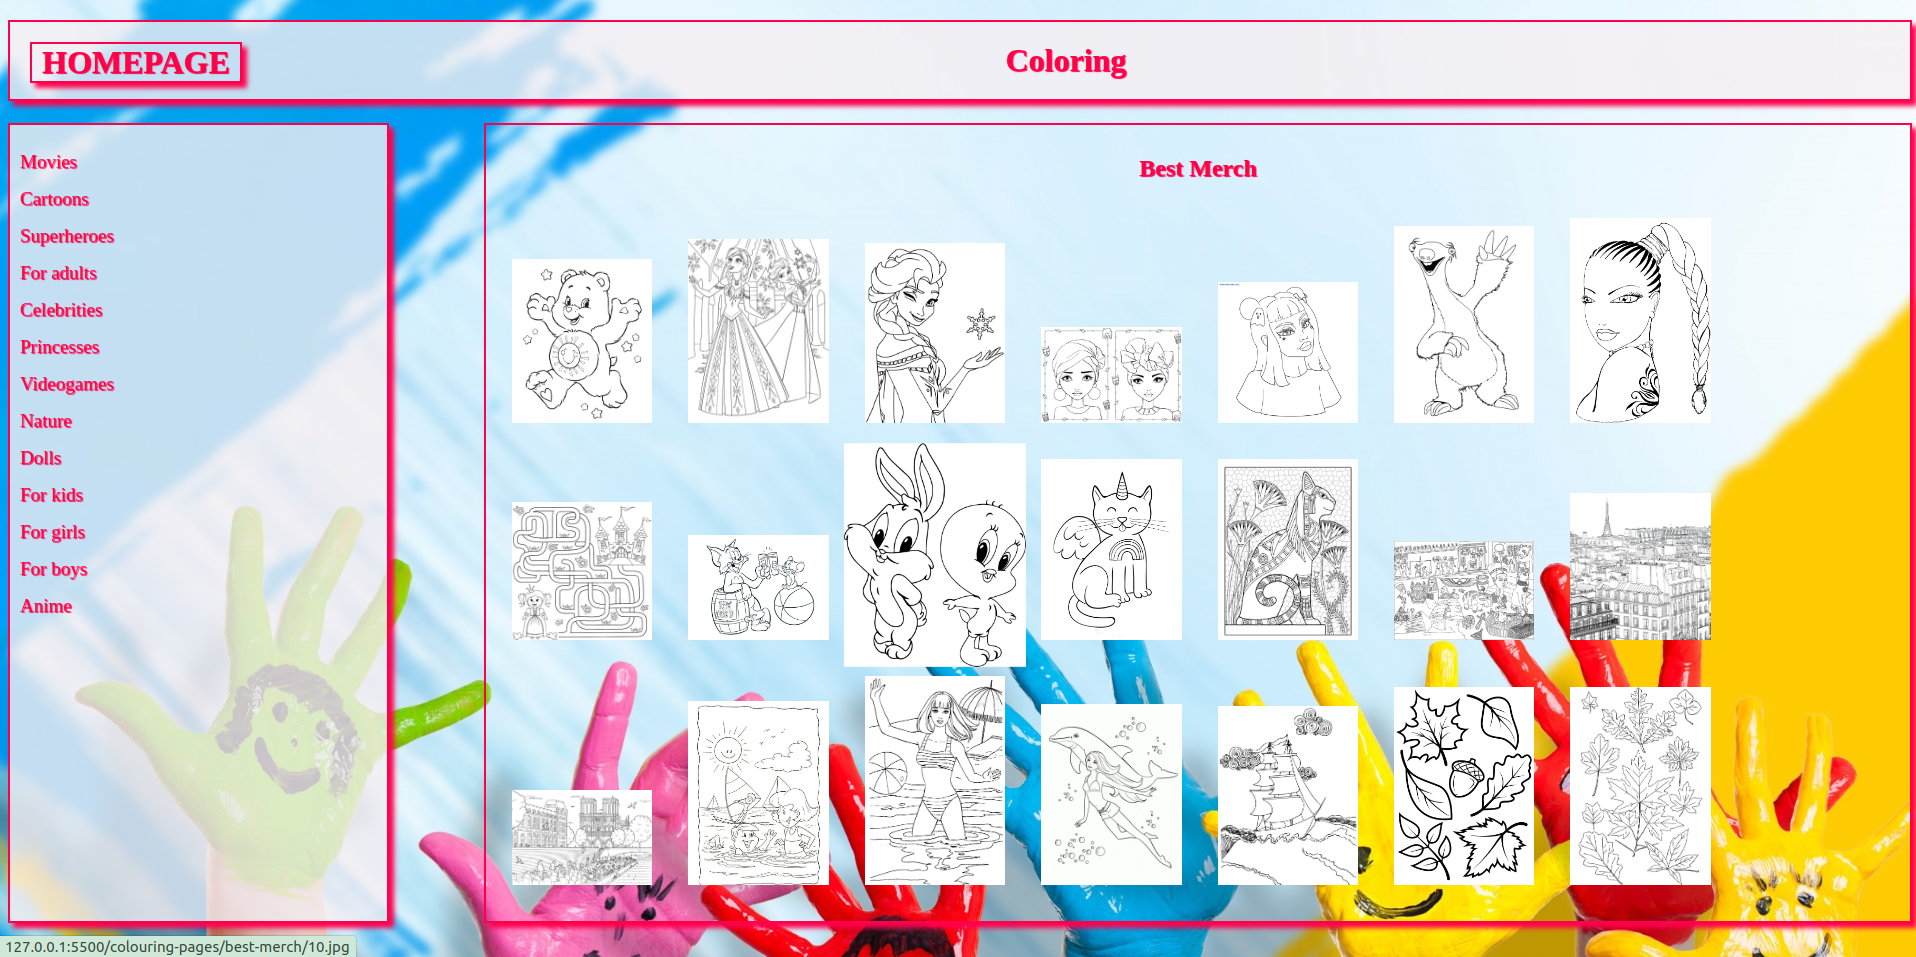 HOMEPAGE
Coloring
Movies
Cartoons
Superheroes
For adults
Celebrities
Princesses
Videogames
Nature
Dolls
For kids
For girls
For boys
Anime
Best Merch
127.0.0.1:5500/colouring-pages/best-merch/10.jpg